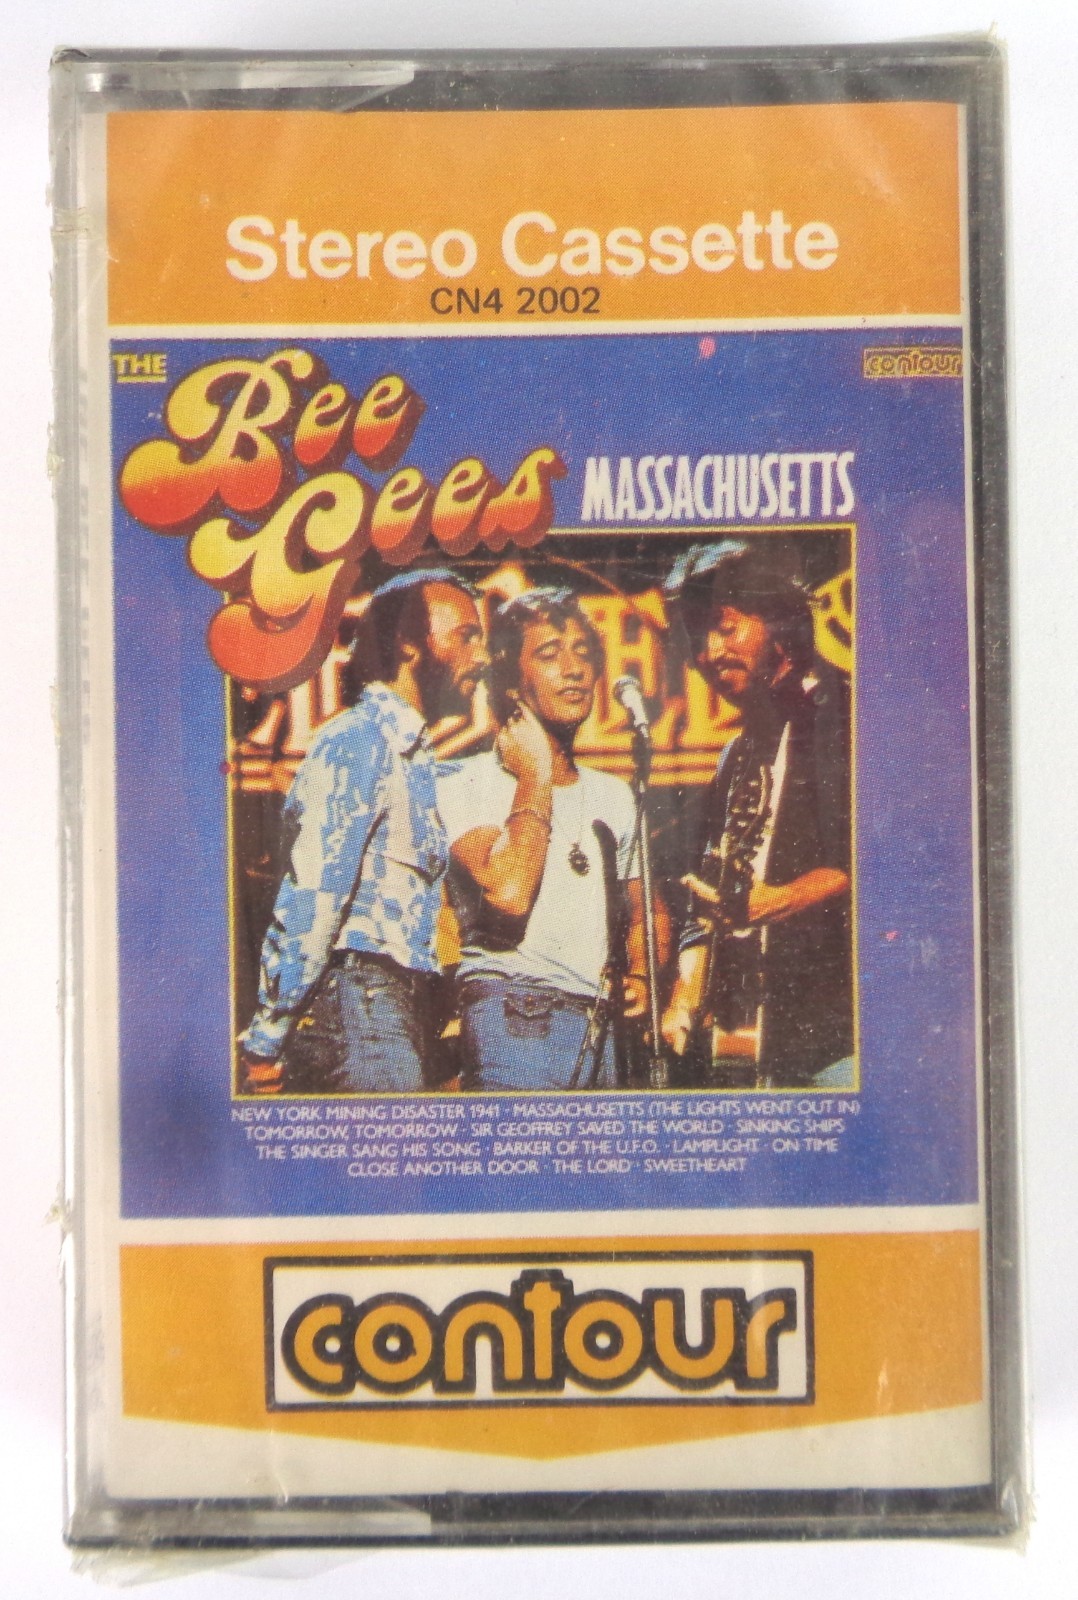 Stereo Cassette
CN4 2002
THE
Bee
Gees
contour
MASSACHUSETTS
NEW YORK MINING DISASTER 1941 · MASSACHUSETTS (THE LIGHTS WENT OUT IN)
TOMORROW, TOMORROW · SIR GEOFFREY SAVED THE WORLD · SINKING SHIPS
THE SINGER SANG HIS SONG · BARKER OF THE U.F.O. · LAMPLIGHT · ON TIME
CLOSE ANOTHER DOOR · THE LORD · SWEETHEART
contour